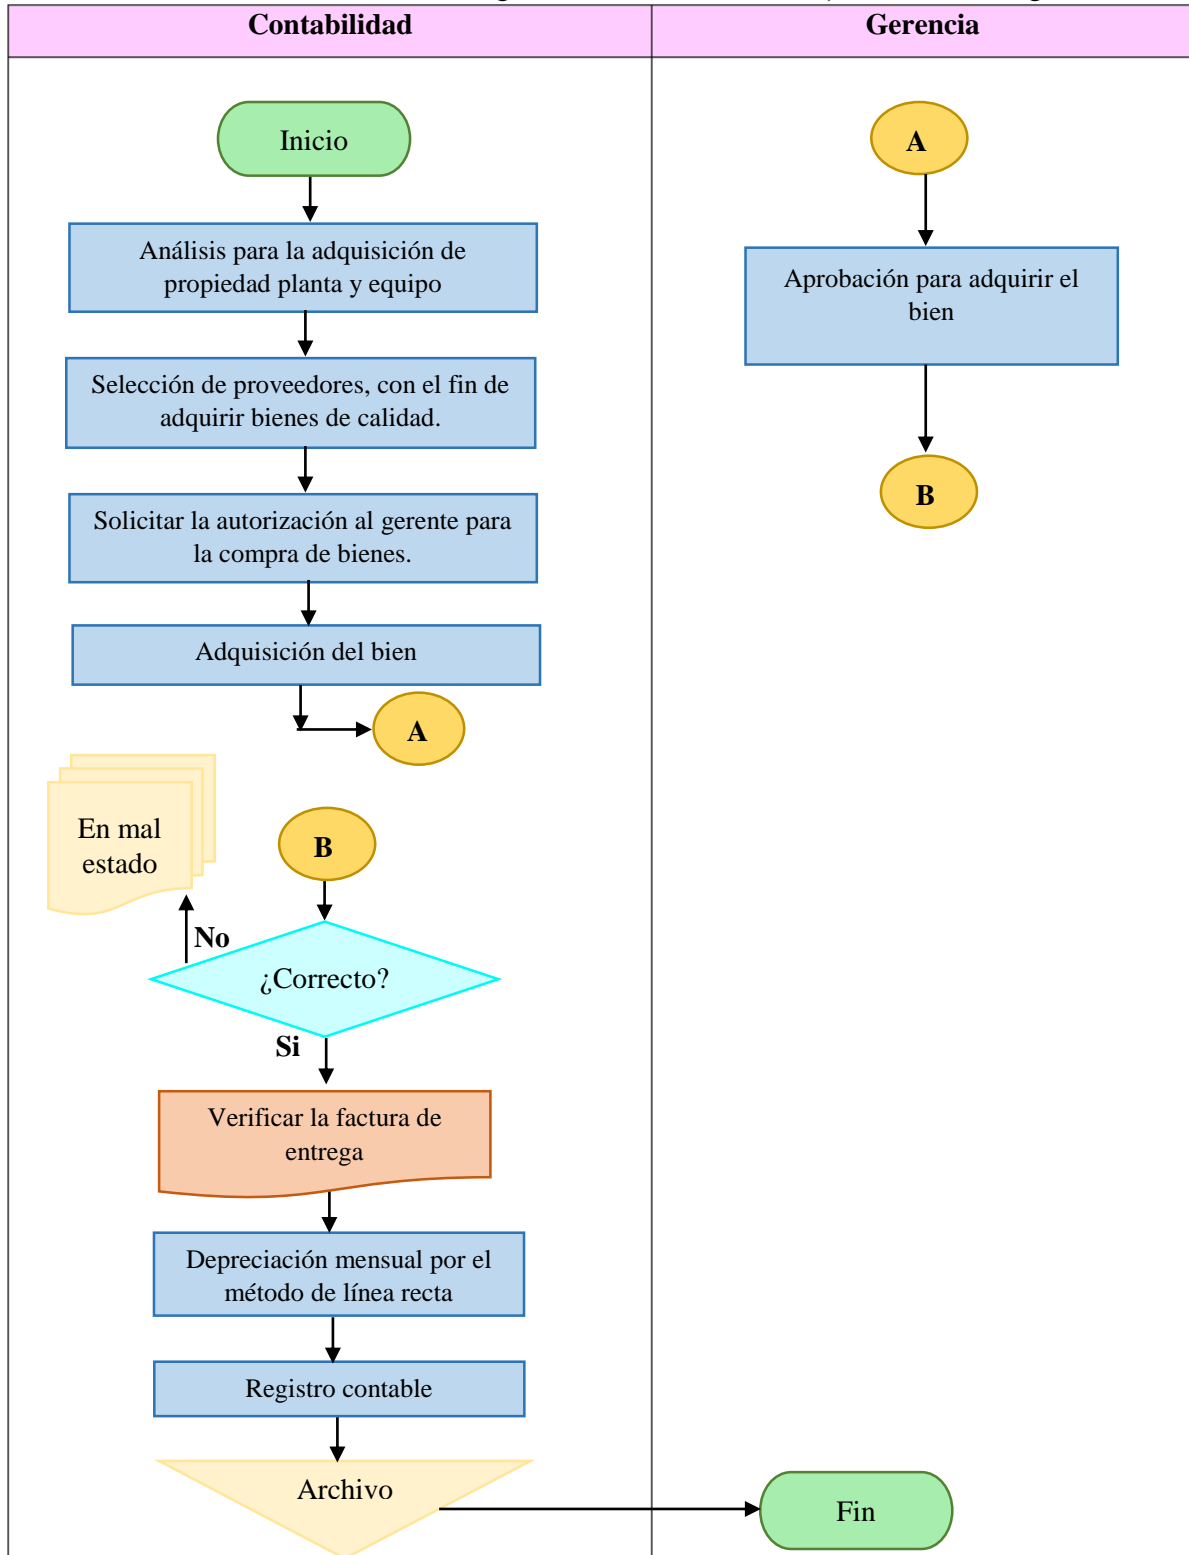 Contabilidad
Gerencia
Inicio
Análisis para la adquisición de
propiedad planta y equipo
Selección de proveedores, con el fin de
adquirir bienes de calidad.
Solicitar la autorización al gerente para
la compra de bienes.
Adquisición del bien
A
En mal
estado
B
No
¿Correcto?
Si
Verificar la factura de
entrega
Depreciación mensual por el
método de línea recta
Registro contable
Archivo
A
Aprobación para adquirir el
bien
B
Fin